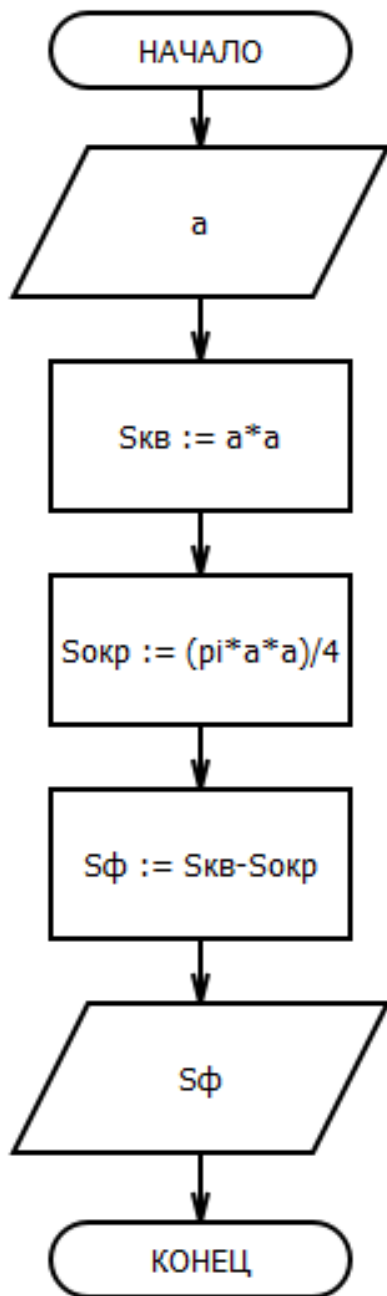 НАЧАЛО
a
Sкв := a*a
Sокр := (pi*a*a)/4
Sф := Sкв-Sокр
Sф
КОНЕЦ